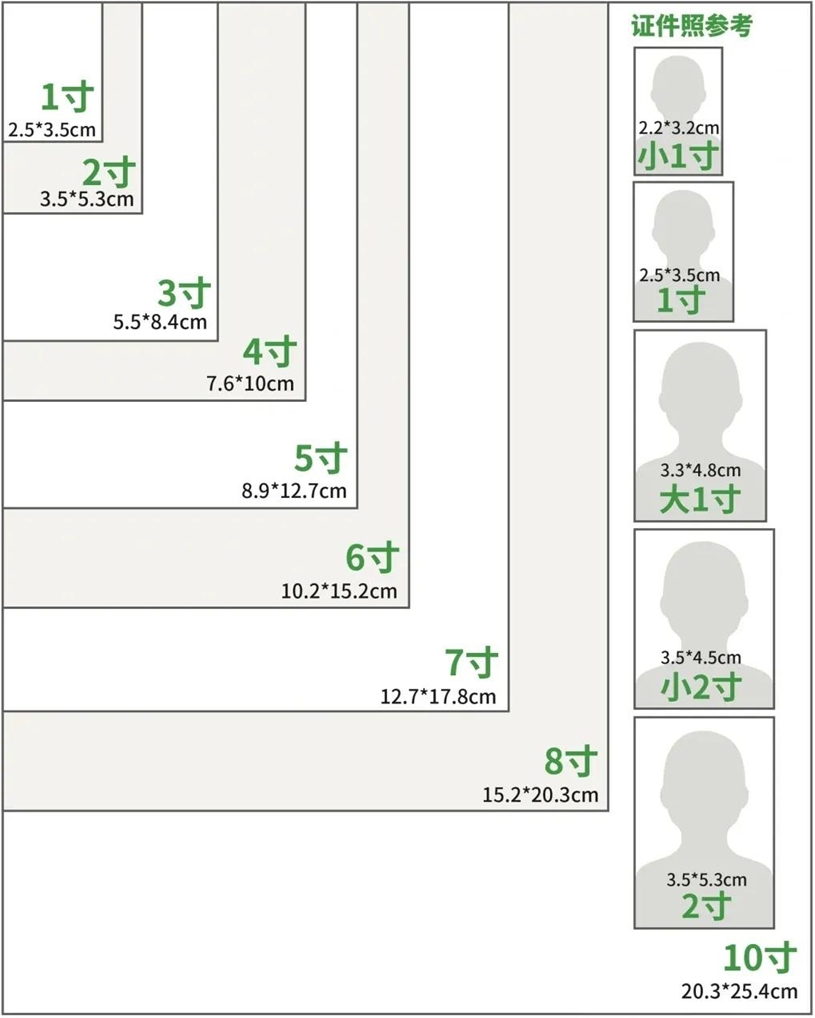 1寸
2.5*3.5cm
2寸
3.5*5.3cm
3寸
5.5*8.4cm
4寸
7.6*10cm
5寸
8.9*12.7cm
6寸
10.2*15.2cm
7寸
12.7*17.8cm
8寸
15.2*20.3cm
证件照参考
2.2*3.2cm
小1寸
2.5*3.5cm
1寸
3.3*4.8cm
大1寸
3.5*4.5cm
小2寸
3.5*5.3cm
2寸
10寸
20.3*25.4cm